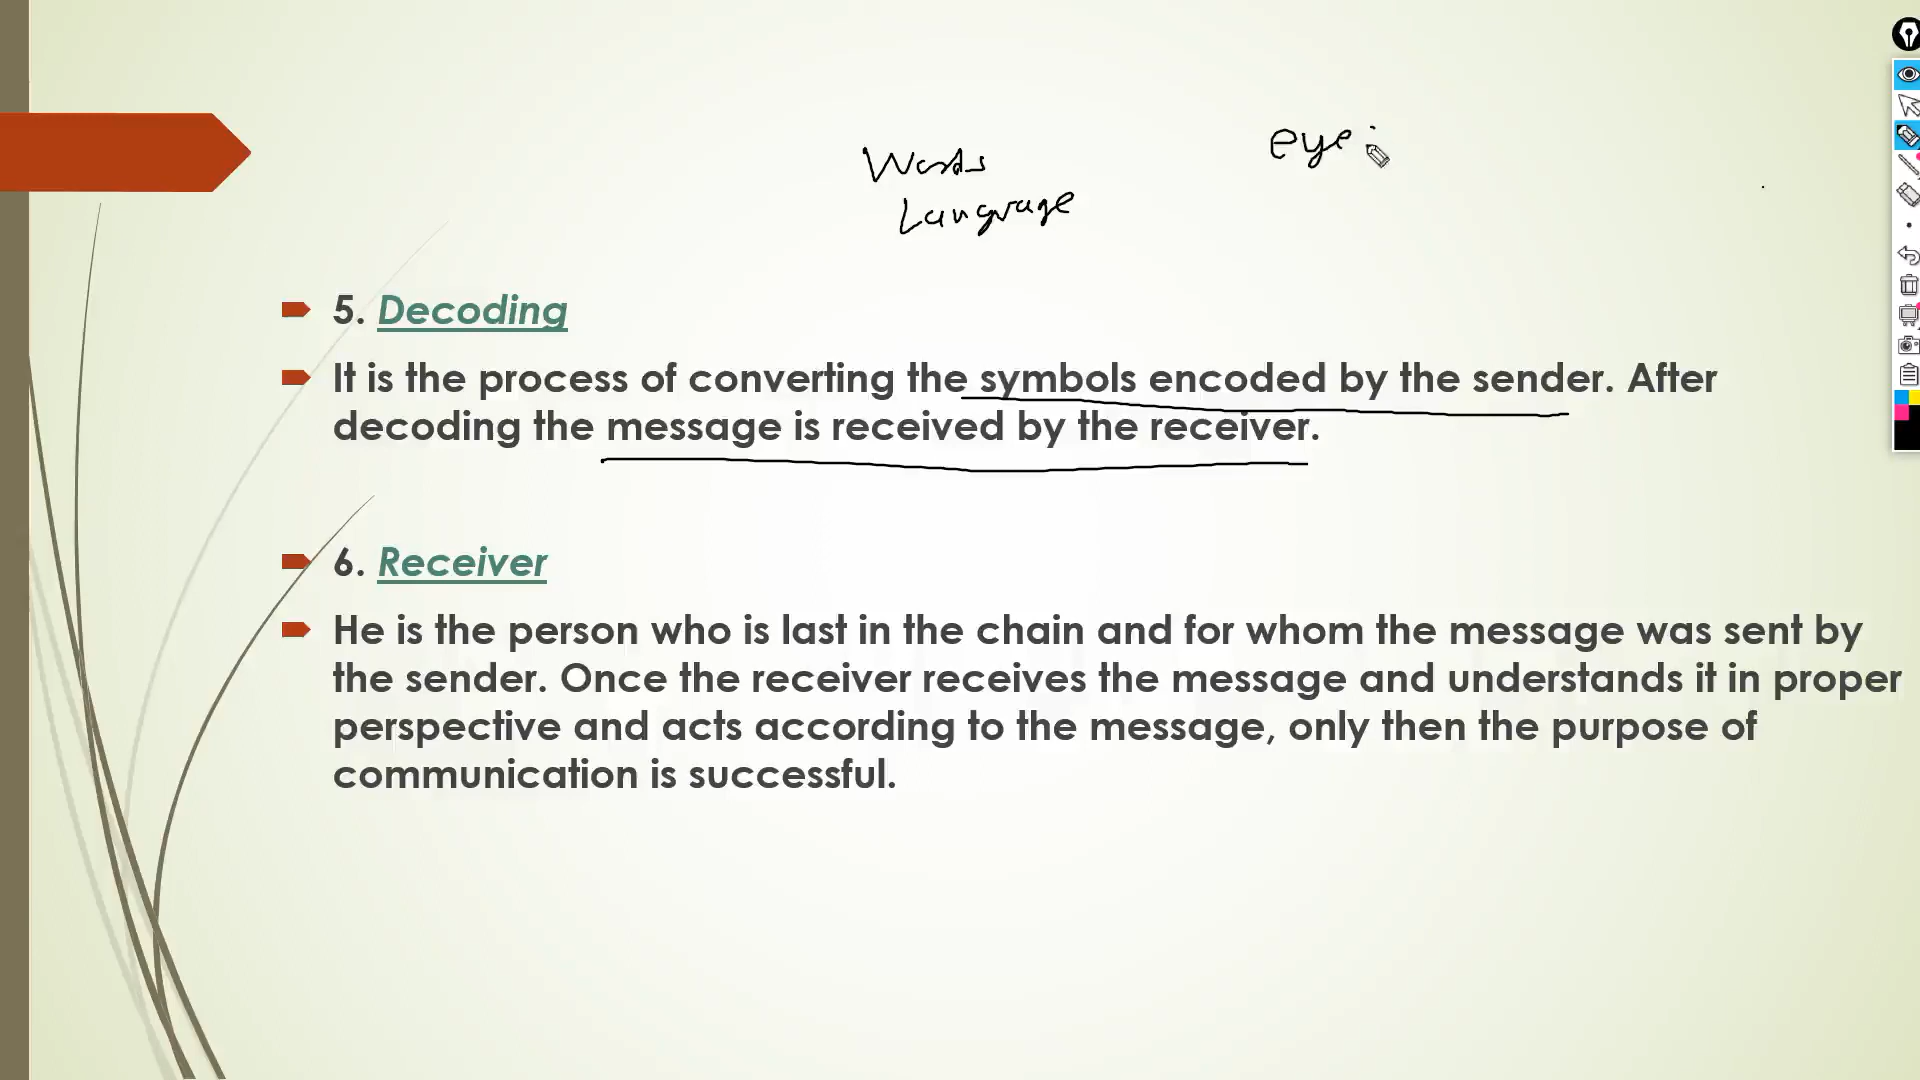 eye
Words
Language
5. Decoding
It is the process of converting the symbols encoded by the sender. After
decoding the message is received by the receiver.
6. Receiver
He is the person who is last in the chain and for whom the message was sent by
the sender. Once the receiver receives the message and understands it in proper
perspective and acts according to the message, only then the purpose of
communication is successful.